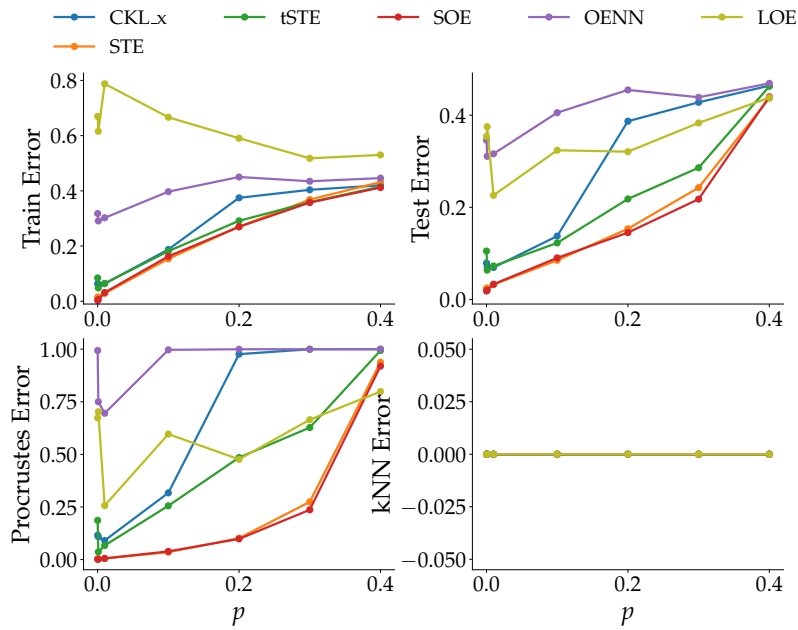 CKL_x tSTE SOE OENN LOE
STE
Train Error
0.8
0.6
0.4
0.2
0.0
0.0 0.2 0.4
Test Error
0.4
0.2
0.0
0.0 0.2 0.4
Procrustes Error
1.00
0.75
0.50
0.25
0.00
0.0 0.2 0.4
p
kNN Error
0.050
0.025
0.000
−0.025
−0.050
0.0 0.2 0.4
p